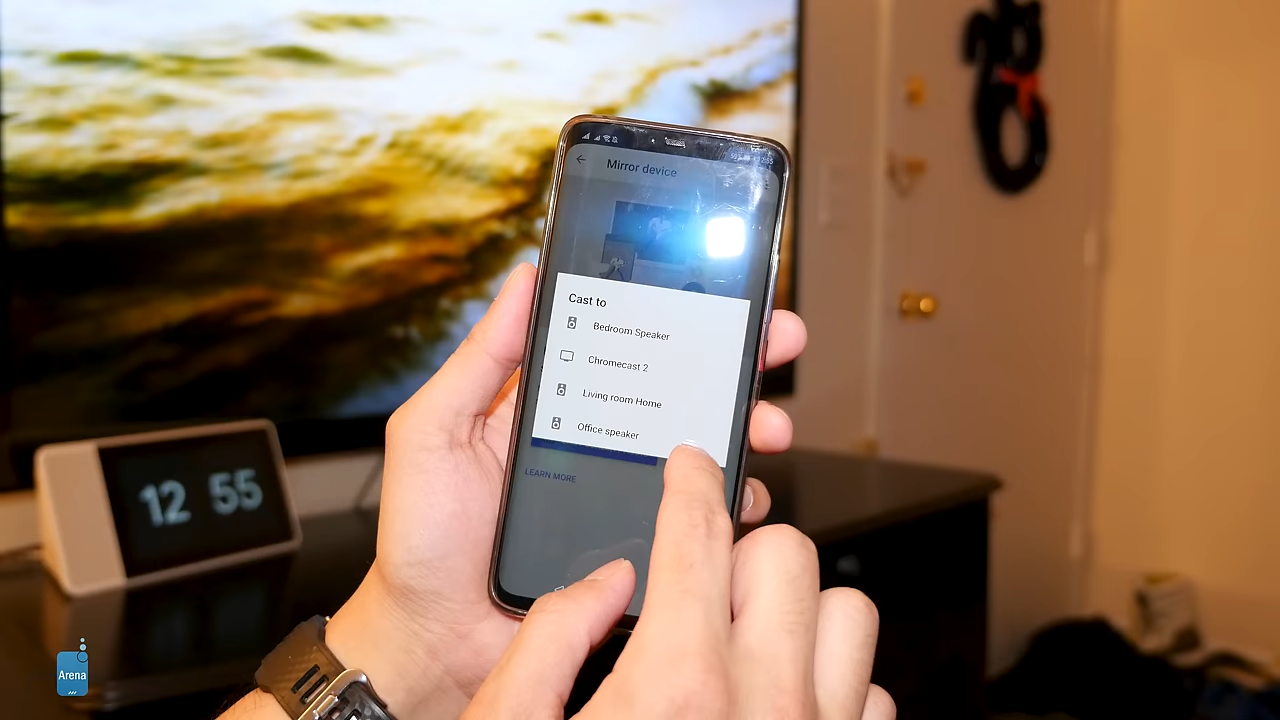 Mirror device
Cast to
Bedroom Speaker
Chromecast 2
Living room Home
Office speaker
LEARN MORE
12 55
Arena